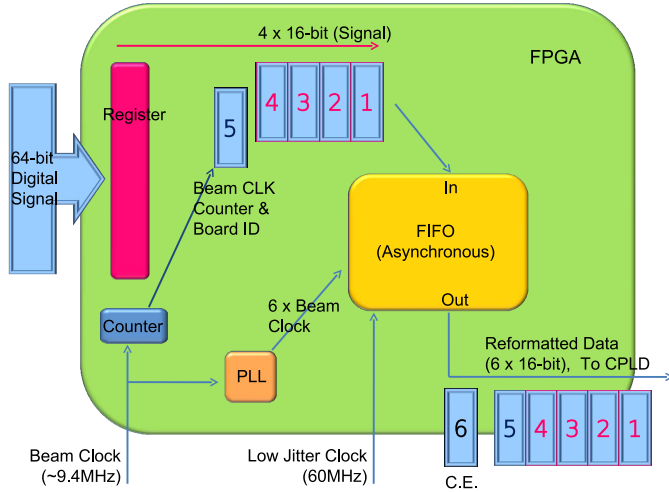 4 x 16-bit (Signal)
FPGA
Register
5
4 3 2 1
64-bit
Digital
Signal
Beam CLK
Counter &
Board ID
In
FIFO
(Asynchronous)
Out
Counter
6 x Beam
Clock
PLL
Reformatted Data
(6 x 16-bit), To CPLD
6
5 4 3 2 1
C.E.
Beam Clock
(~9.4MHz)
Low Jitter Clock
(60MHz)